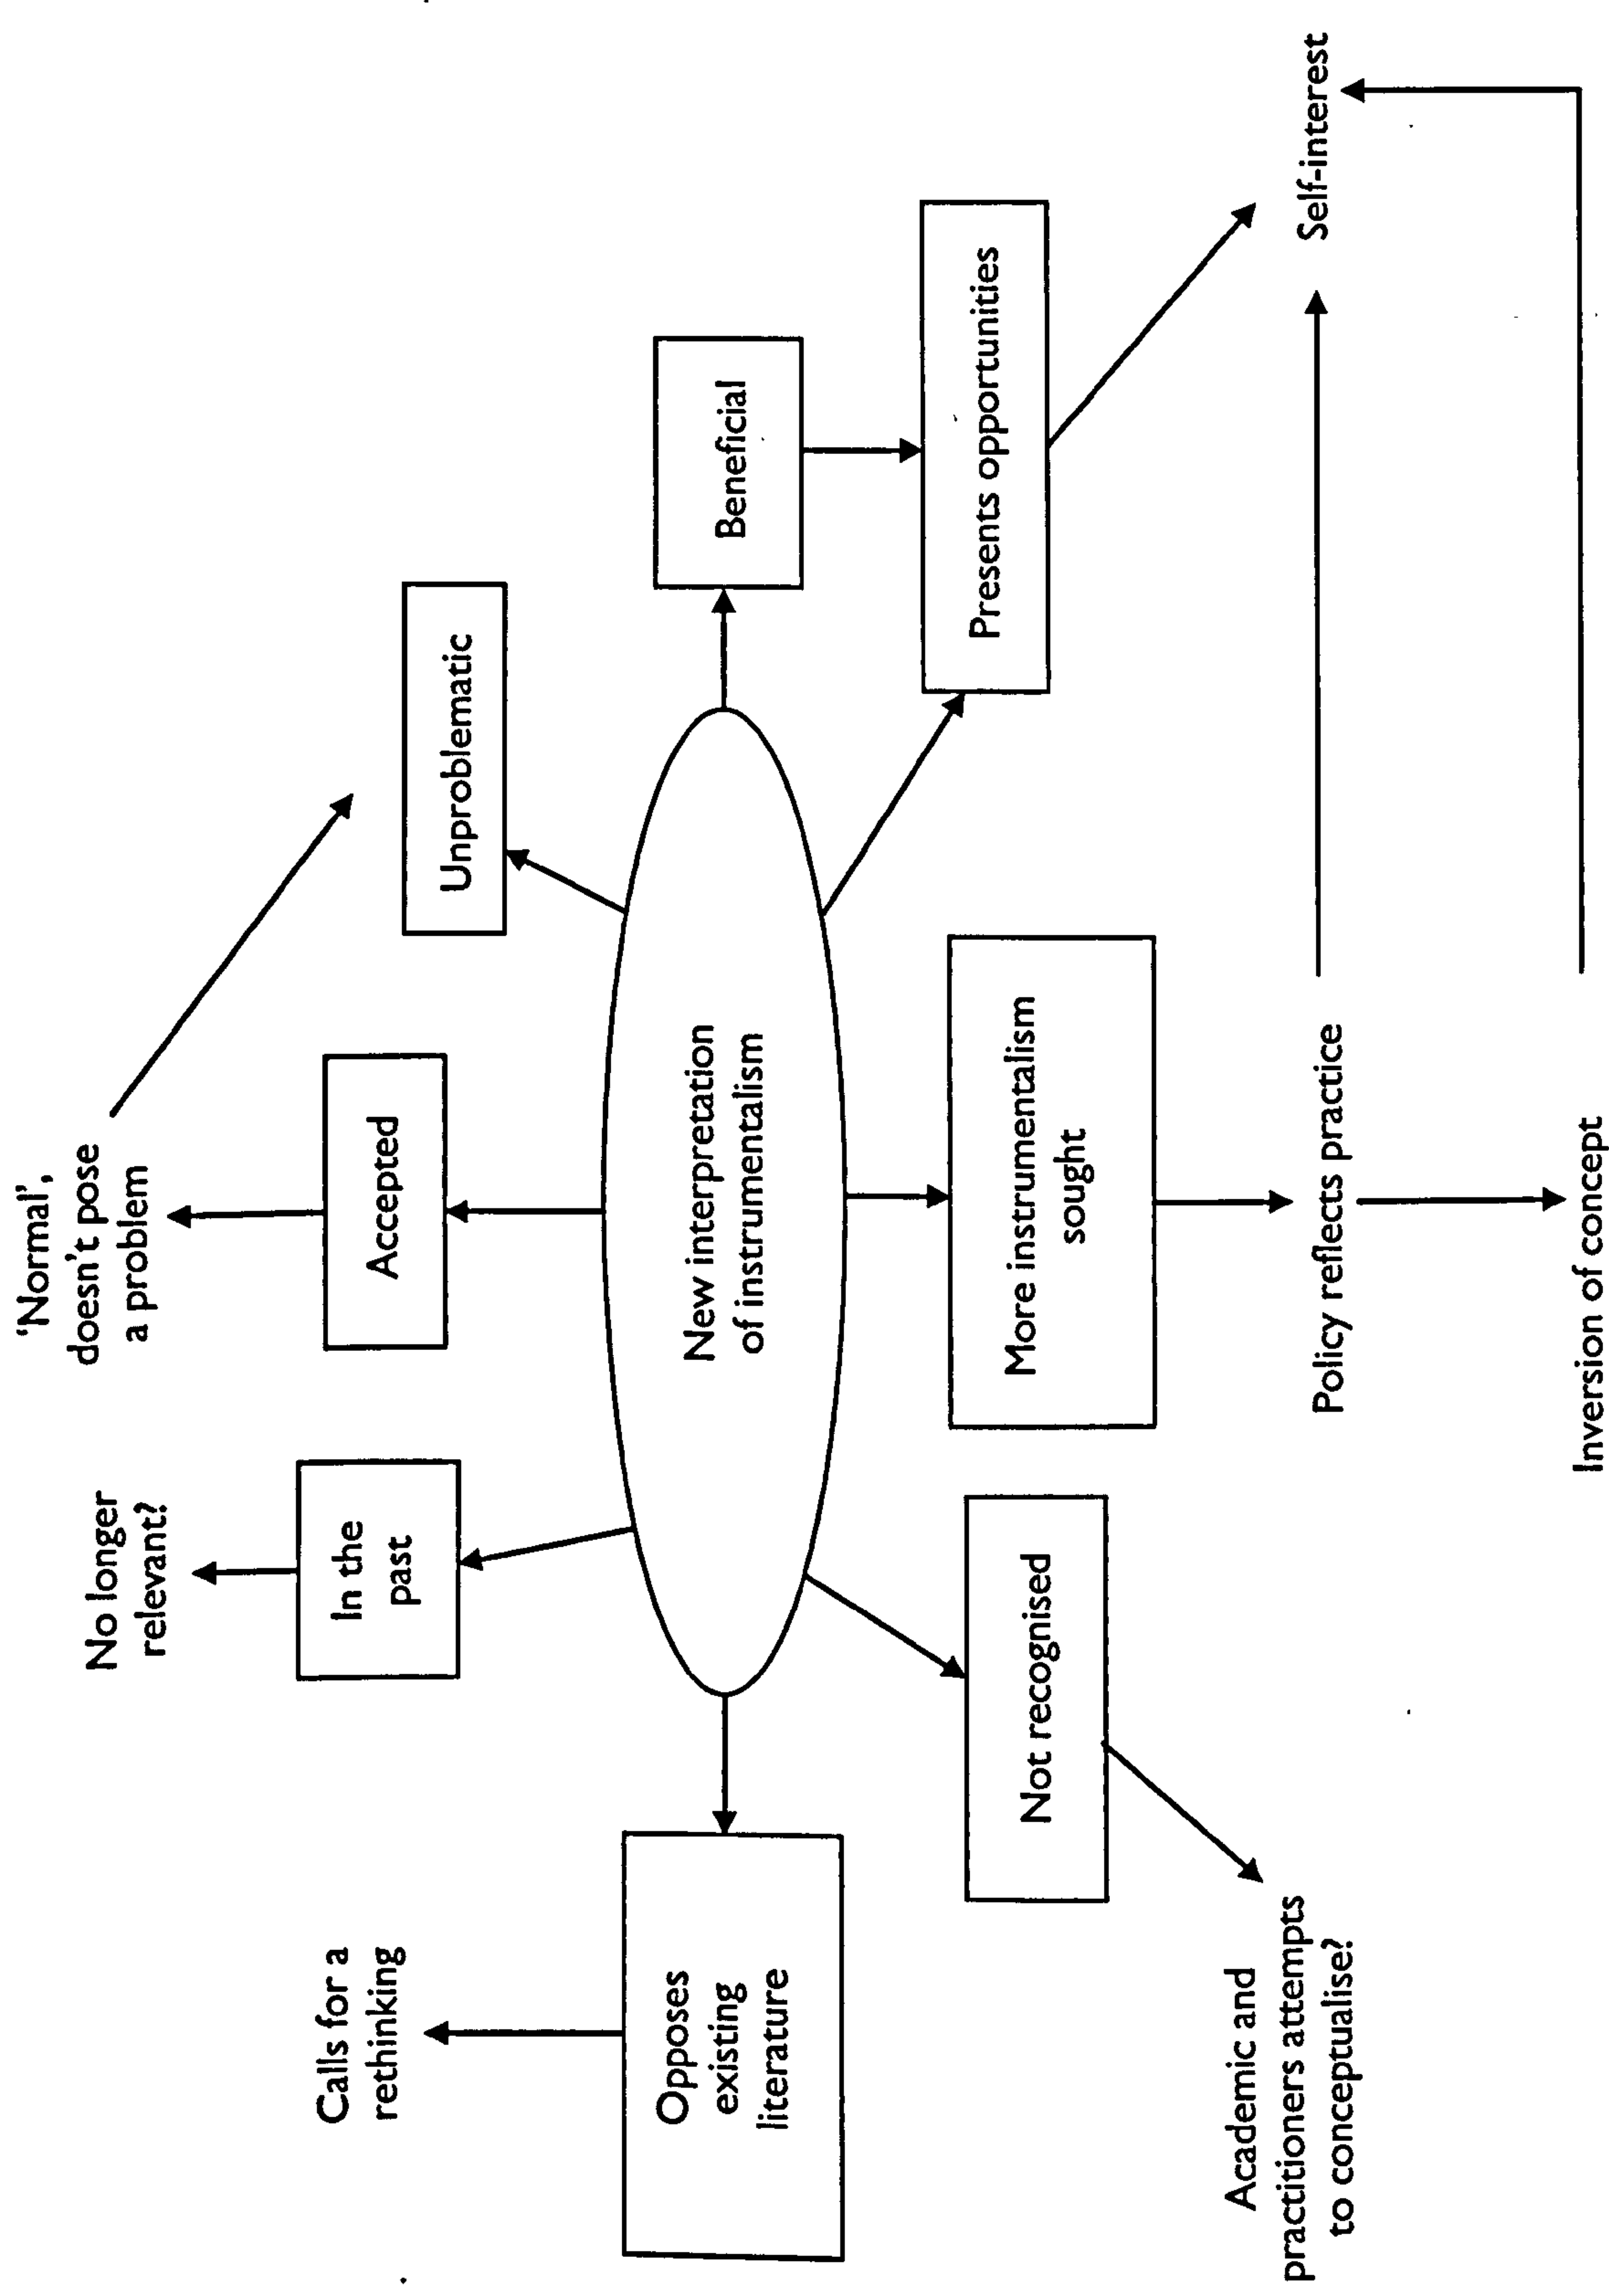 'Normal',
doesn't pose
a problem
No longer
relevant?
Calls for a
rethinking
In the
past
Accepted
Unproblematic
Opposes
existing
literature
New interpretation
of instrumentalism
Beneficial
Not recognised
More instrumentalism
sought
Presents opportunities
Academic and
practitioners attempts
to conceptualise?
Policy reflects practice
Self-interest
Inversion of concept